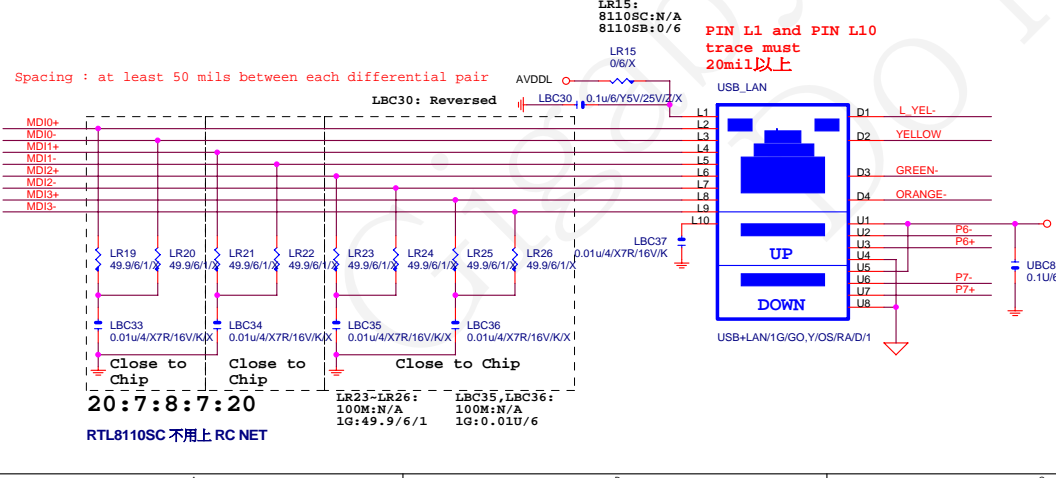 LR15:
8110SC:N/A
8110SB:0/6
PIN L1 and PIN L10
trace must
20mil以上
LR15
0/6/X
Spacing : at least 50 mils between each differential pair
AVDDL
USB_LAN
LBC30: Reversed
LBC30
0.1u/6/Y5V/25V/Z/X
MDI0+
MDI0-
MDI1+
MDI1-
MDI2+
MDI2-
MDI3+
MDI3-
L1
L2
L3
L4
L5
L6
L7
L8
L9
L10
D1
L_YEL-
D2
YELLOW
D3
GREEN-
D4
ORANGE-
U1
U2
P6-
U3
P6+
U4
U5
U6
P7-
U7
P7+
U8
UP
DOWN
LBC37
0.01u/4/X7R/16V/K
UBC8
0.1U/6
USB+LAN/1G/GO,Y/OS/RA/D/1
LR19
49.9/6/1/X
LR20
49.9/6/1/X
LR21
49.9/6/1/X
LR22
49.9/6/1/X
LR23
49.9/6/1/X
LR24
49.9/6/1/X
LR25
49.9/6/1/X
LR26
49.9/6/1/X
LBC33
0.01u/4/X7R/16V/K/X
LBC34
0.01u/4/X7R/16V/K/X
LBC35
0.01u/4/X7R/16V/K/X
LBC36
0.01u/4/X7R/16V/K/X
Close to
Chip
Close to
Chip
Close to Chip
20:7:8:7:20
LR23~LR26:
100M:N/A
1G:49.9/6/1
LBC35,LBC36:
100M:N/A
1G:0.01U/6
RTL8110SC 不用上 RC NET